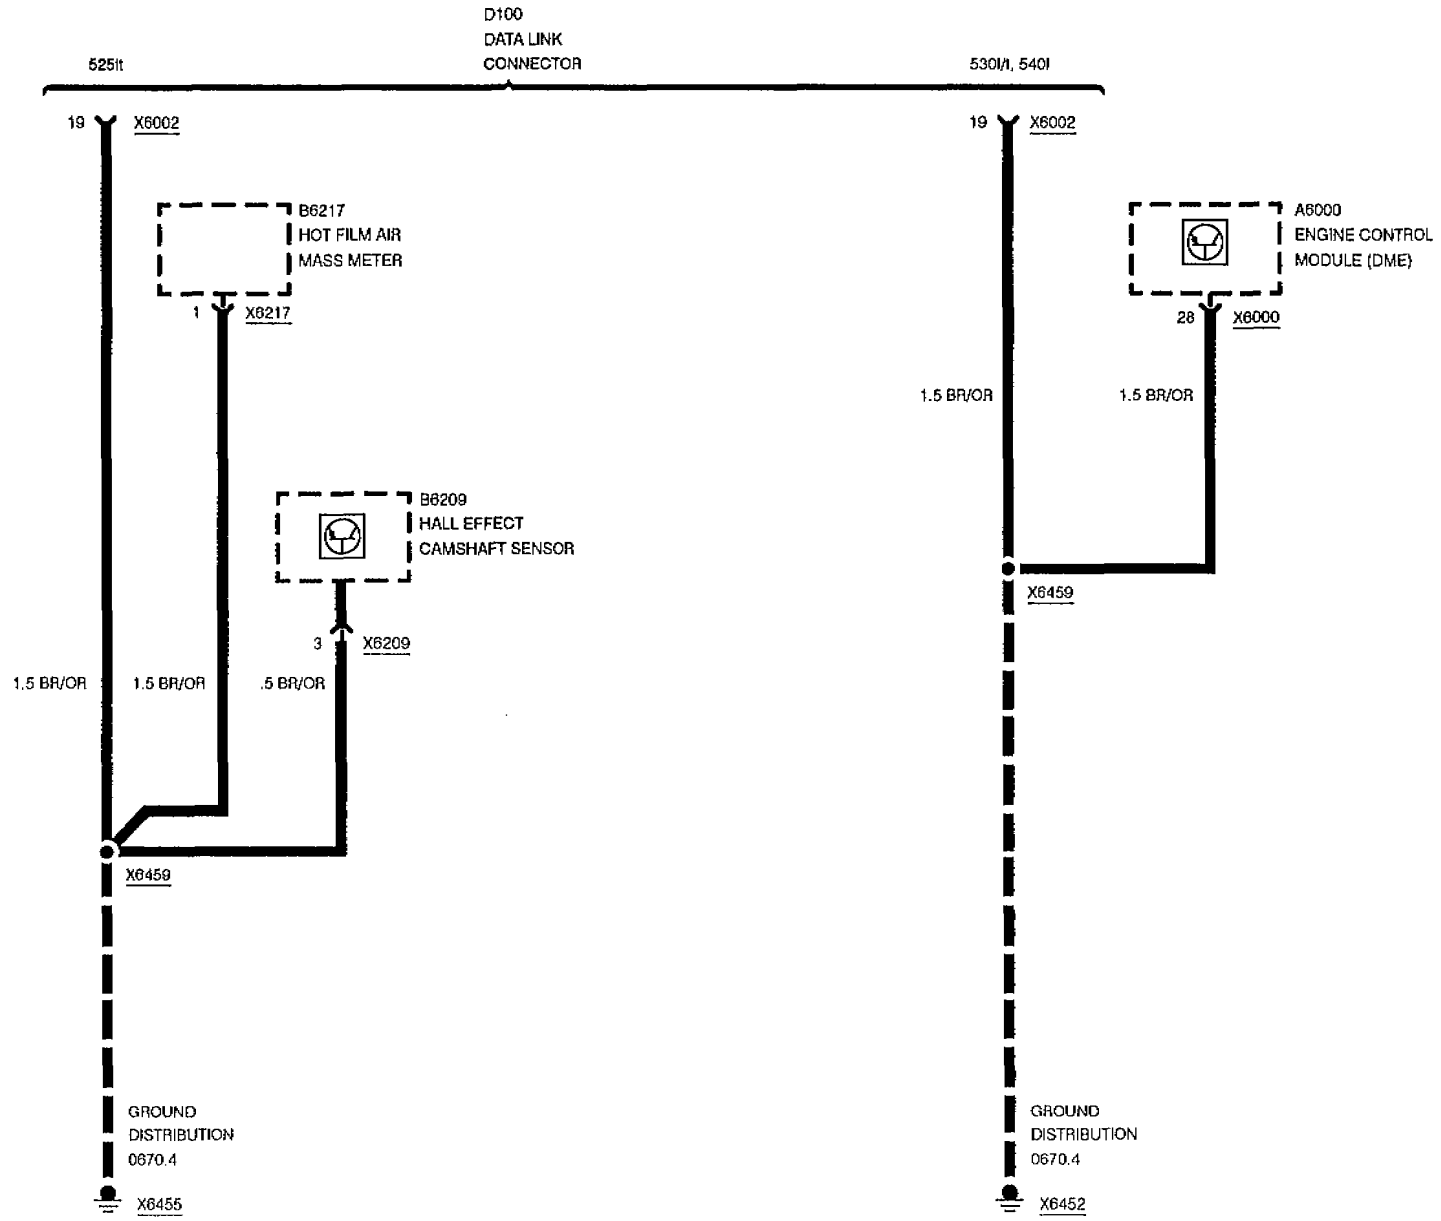 D100
DATA LINK
CONNECTOR
525it
530I/I, 540I
19 X6002
19 X6002
B6217
HOT FILM AIR
MASS METER
A6000
ENGINE CONTROL
MODULE (DME)
1 X6217
28 X6000
1.5 BR/OR
1.5 BR/OR
B6209
HALL EFFECT
CAMSHAFT SENSOR
X6459
3 X6209
1.5 BR/OR
1.5 BR/OR
.5 BR/OR
X6459
GROUND
DISTRIBUTION
0670.4
GROUND
DISTRIBUTION
0670.4
X6455
X6452